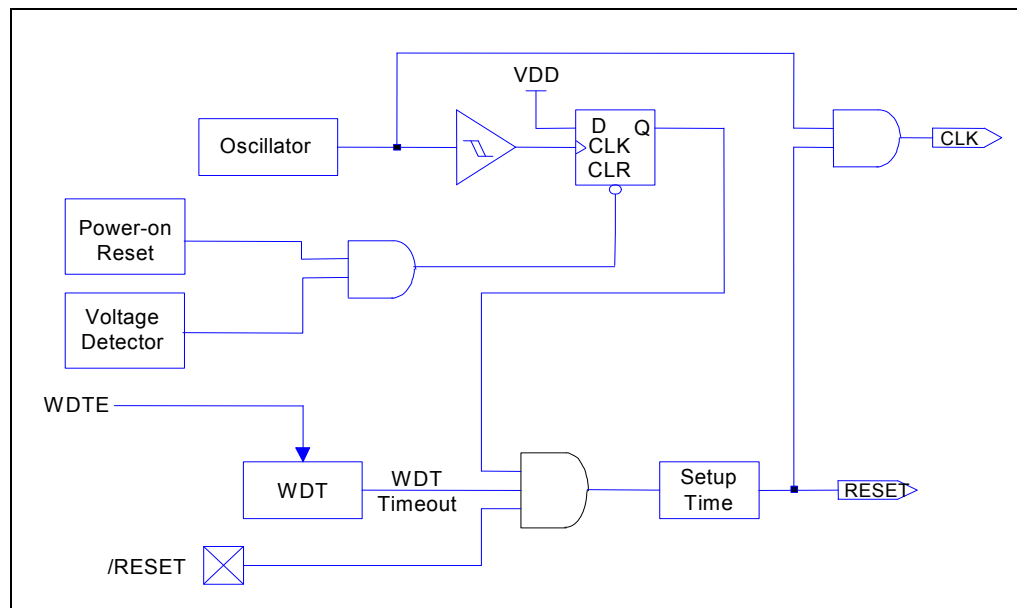 VDD
Oscillator
D Q
CLK
CLR
CLK
Power-on
Reset
Voltage
Detector
WDTE
WDT
WDT
Timeout
Setup
Time
RESET
/RESET